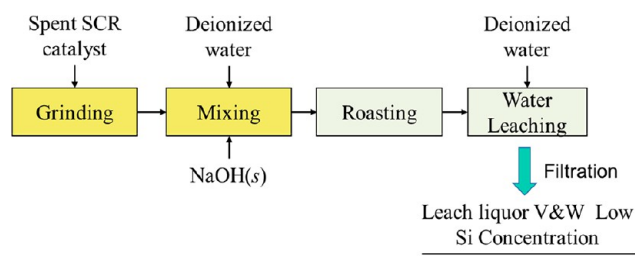 Spent SCR
catalyst
Deionized
water
Deionized
water
Grinding
Mixing
Roasting
Water
Leaching
NaOH(s)
Filtration
Leach liquor V&W Low
Si Concentration